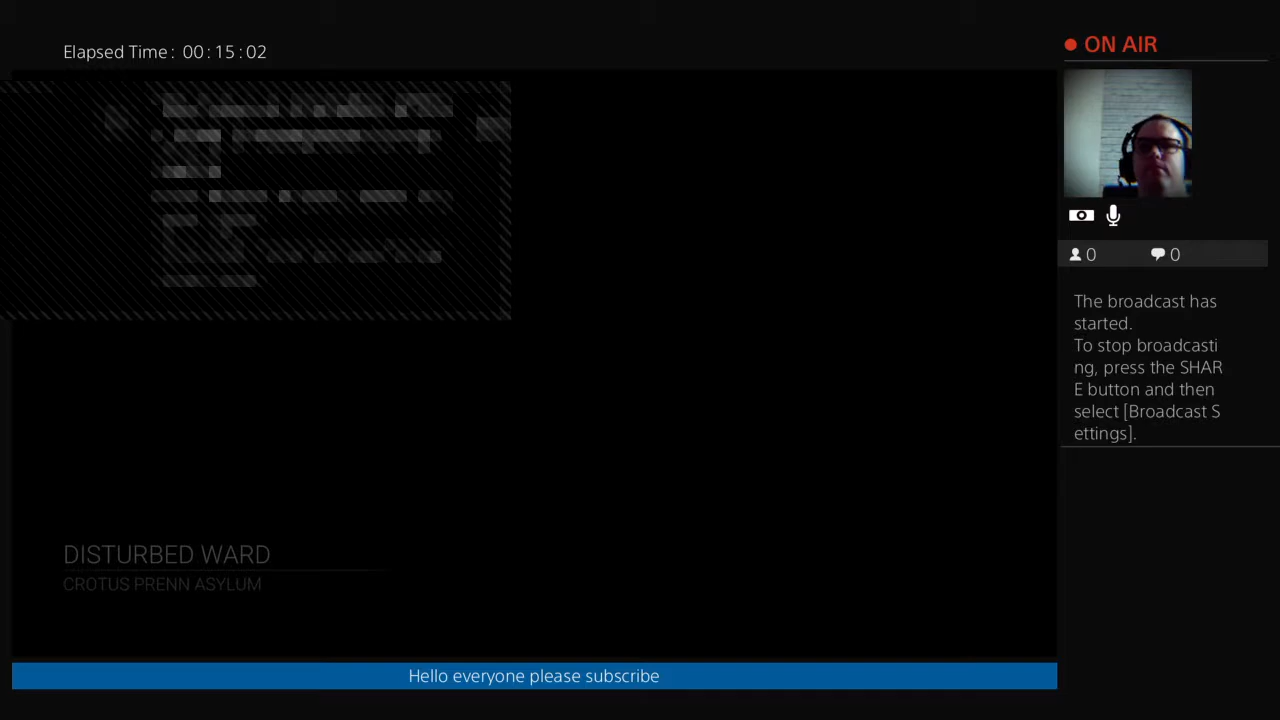 Elapsed Time: 00:15:02
ON AIR
0 0
The broadcast has
started.
To stop broadcasti
ng, press the SHAR
E button and then
select [Broadcast S
ettings].
DISTURBED WARD
CROTUS PRENN ASYLUM
Hello everyone please subscribe